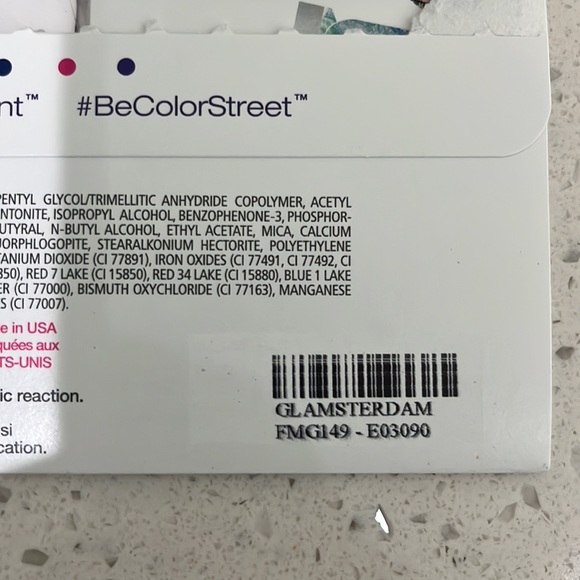 nt™ #BeColorStreet™
PENTYL GLYCOL/TRIMELLITIC ANHYDRIDE COPOLYMER, ACETYL
NTONITE, ISOPROPYL ALCOHOL, BENZOPHENONE-3, PHOSPHOR-
UTYRAL, N-BUTYL ALCOHOL, ETHYL ACETATE, MICA, CALCIUM
UORPHLOGOPITE, STEARALKONIUM HECTORITE, POLYETHYLENE
TANIUM DIOXIDE (CI 77891), IRON OXIDES (CI 77491, CI 77492, CI
850), RED 7 LAKE (CI 15850), RED 34 LAKE (CI 15880), BLUE 1 LAKE
ER (CI 77000), BISMUTH OXYCHLORIDE (CI 77163), MANGANESE
S (CI 77007).
e in USA
quées aux
TS-UNIS
ic reaction.
si
cation.
GLAMSTERDAM
FMG149 - E03090